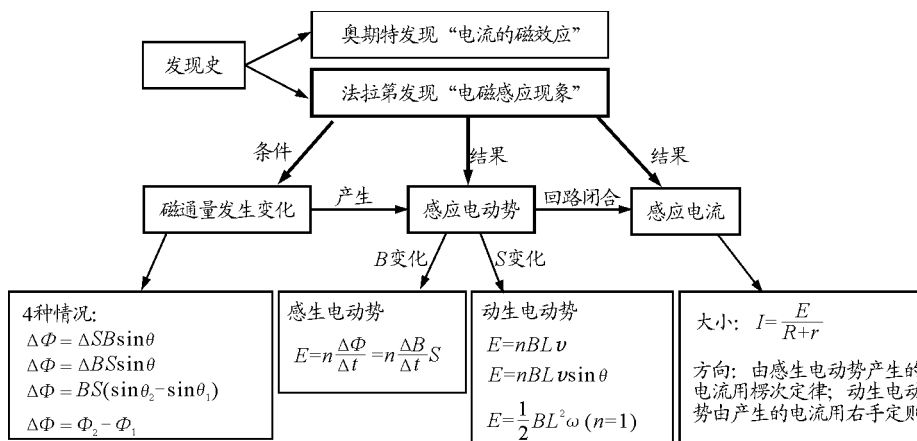 奥期特发现“电流的磁效应”
发现史
法拉第发现“电磁感应现象”
条件
结果
结果
磁通量发生变化
产生
感应电动势
回路闭合
感应电流
B变化
S变化
4种情况:
ΔΦ=ΔSBsinθ
ΔΦ=ΔBSsinθ
ΔΦ=BS(sinθ₂-sinθ₁)
ΔΦ=Φ₂-Φ₁
感生电动势
E=n ΔΦ/Δt =n ΔB/Δt S
动生电动势
E=nBLv
E=nBLvsinθ
E=1/2 BL²ω(n=1)
大小: I=E/(R+r)
方向: 由感生电动势产生的
电流用楞次定律; 动生电动
势由产生的电流用右手定则